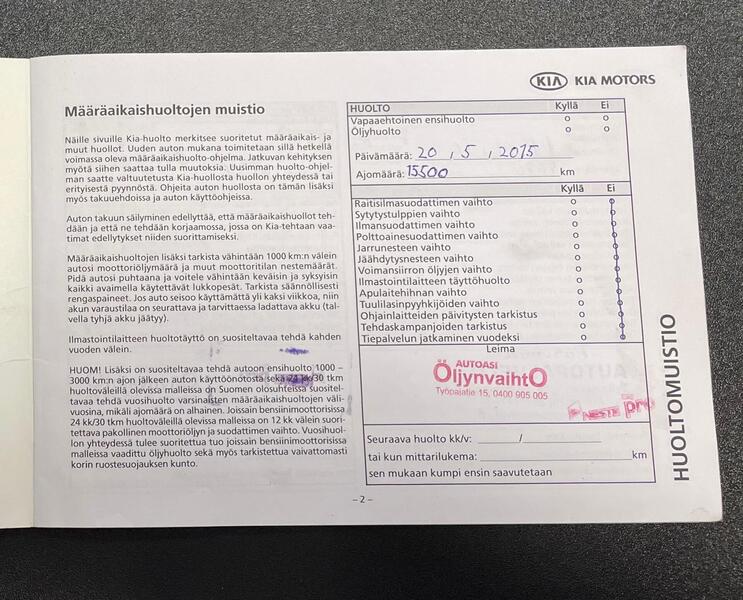 KIA KIA MOTORS
Määräaikaishuoltojen muistio
Näille sivuille Kia-huolto merkitsee suoritetut määräaikais- ja
muut huollot. Uuden auton mukana toimitetaan sillä hetkellä
voimassa oleva määräaikaishuolto-ohjelma. Jatkuvan kehityksen
myötä siihen saattaa tulla muutoksia. Uusimman huolto-ohjel-
man saatte valtuutetusta Kia-huollosta huollon yhteydessä tai
erityisestä pyynnöstä. Ohjeita auton huollosta on tämän lisäksi
myös takuuehdoissa ja auton käyttöohjeissa.
Auton takuun säilyminen edellyttää, että määräaikaishuollot teh-
dään ja että ne tehdään korjaamossa, jossa on Kia-tehtaan vaa-
timat edellytykset niiden suorittamiseksi.
Määräaikaishuoltojen lisäksi tarkista vähintään 1000 km:n välein
autosi moottoriöljymäärä ja muut moottoritilan nestemäärät.
Pidä autosi puhtaana ja voitele vähintään keväisin ja syksyisin
kaikki avaimella käytettävät lukkopesät. Tarkista säännöllisesti
rengaspaineet. Jos auto seisoo käyttämättä yli kaksi viikkoa, niin
akun varaustilaa on seurattava ja tarvittaessa ladattava akku (tal-
vella tyhjä akku jäätyy).
Ilmastointilaitteen huoltotäyttö on suositeltavaa tehdä kahden
vuoden välein.
HUOM! Lisäksi on suositeltavaa tehdä auton ensihuolto 1000 –
3000 km:n ajon jälkeen auton käyttöönotosta sekä 24 kk/30 tkm
huoltoväleillä olevissa malleissa on Suomen olosuhteissa suositel-
tavaa tehdä vuosihuolto varsinaisten määräaikaishuoltojen väli-
vuosina, mikäli ajomäärä on alhainen. Joissain bensiinimoottorisissa
24 kk/30 tkm huoltoväleillä olevissa malleissa on 12 kk välein suori-
tettava pakollinen moottoriöljyn ja suodattimen vaihto. Vuosihuol-
lon yhteydessä tulee suorittettua tuo joissain bensiinimoottorisissa
malleissa vaadittu öljyhuolto sekä myös tarkistettua vaivattomasti
korin ruostesuojauksen kunto.
HUOLTO Kyllä Ei
Vapaaehtoinen ensihuolto o o
Öljyhuolto o o
Päivämäärä: 20 , 5 , 2015
Ajomäärä: 15500 km
Kyllä Ei
Raitisilmasuodattimen vaihto o o
Sytytystulppien vaihto o o
Ilmansuodattimen vaihto o o
Polttoainesuodattimen vaihto o o
Jarrunesteen vaihto o o
Jäähdytysnesteen vaihto o o
Voimansiirron öljyjen vaihto o o
Ilmastointilaitteen täyttöhuolto o o
Apulaitehihnan vaihto o o
Tuulilasinpyyhkijöiden vaihto o o
Ohjainlaitteiden päivitysten tarkistus o o
Tehdaskampanjoiden tarkistus o o
Tiepalvelun jatkaminen vuodeksi o o
Leima
AUTOASI
ÖljynvaihtO
Työpajatie 15, 0400 905 005
NESTE pro
Seuraava huolto kk/v: ______ / ______
tai kun mittarilukema: ______ km
sen mukaan kumpi ensin saavutetaan
HUOLTOMUISTIO
– 2 –